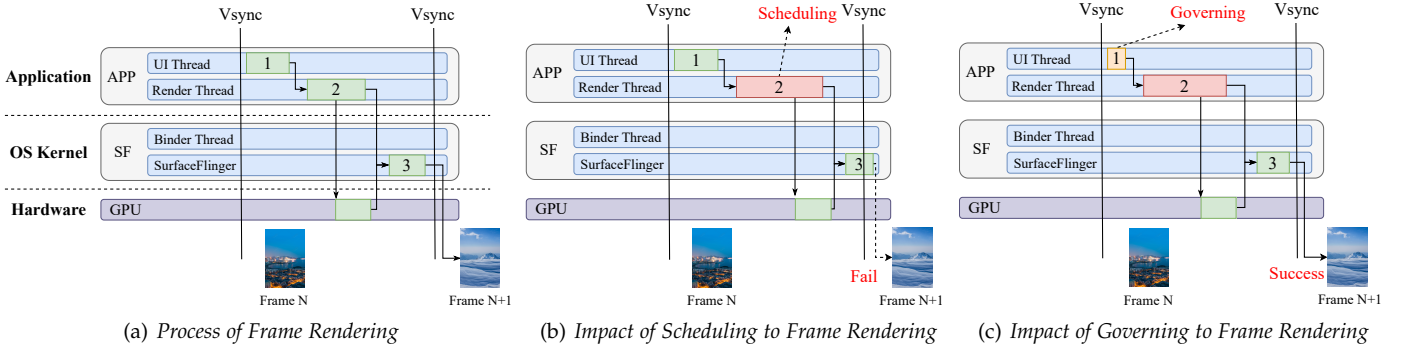 Application
OS Kernel
Hardware
Vsync
Vsync
APP
UI Thread
1
Render Thread
2
SF
Binder Thread
SurfaceFlinger
3
GPU
Frame N
Frame N+1
(a) Process of Frame Rendering
Vsync
Scheduling
Vsync
APP
UI Thread
1
Render Thread
2
SF
Binder Thread
SurfaceFlinger
3
GPU
Fail
Frame N
Frame N+1
(b) Impact of Scheduling to Frame Rendering
Vsync
Governing
Vsync
APP
UI Thread
1
Render Thread
2
SF
Binder Thread
SurfaceFlinger
3
GPU
Success
Frame N
Frame N+1
(c) Impact of Governing to Frame Rendering